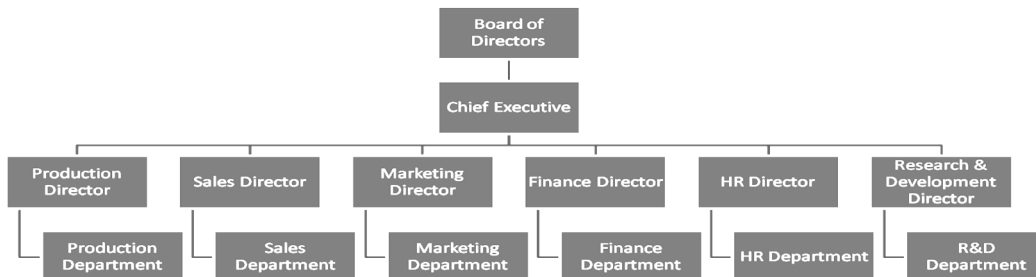 Board of
Directors
Chief Executive
Production
Director
Sales Director
Marketing
Director
Finance Director
HR Director
Research &
Development
Director
Production
Department
Sales
Department
Marketing
Department
Finance
Department
HR Department
R&D
Department